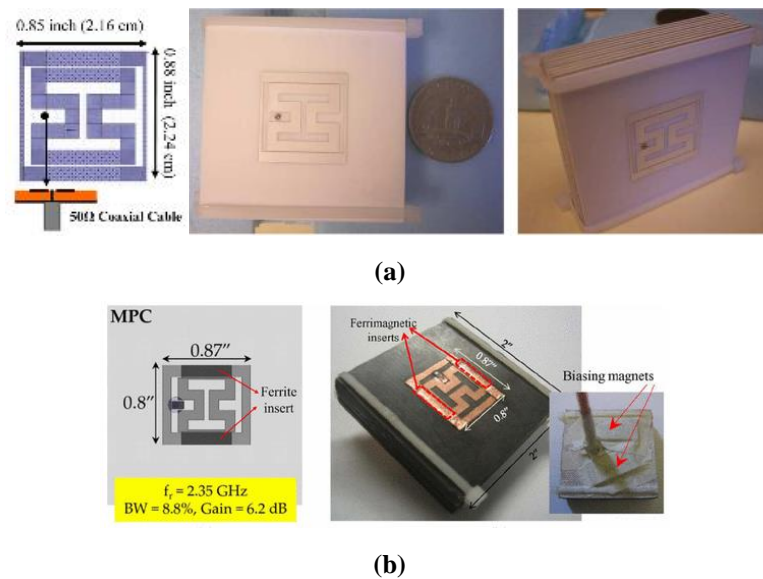 0.85 inch (2.16 cm)
0.88 inch (2.24 cm)
50Ω Coaxial Cable
(a)
MPC
0.87″
0.8″
Ferrite
insert
fr = 2.35 GHz
BW = 8.8%, Gain = 6.2 dB
Ferrimagnetic
inserts
2″
0.87″
0.8″
2″
Biasing magnets
(b)